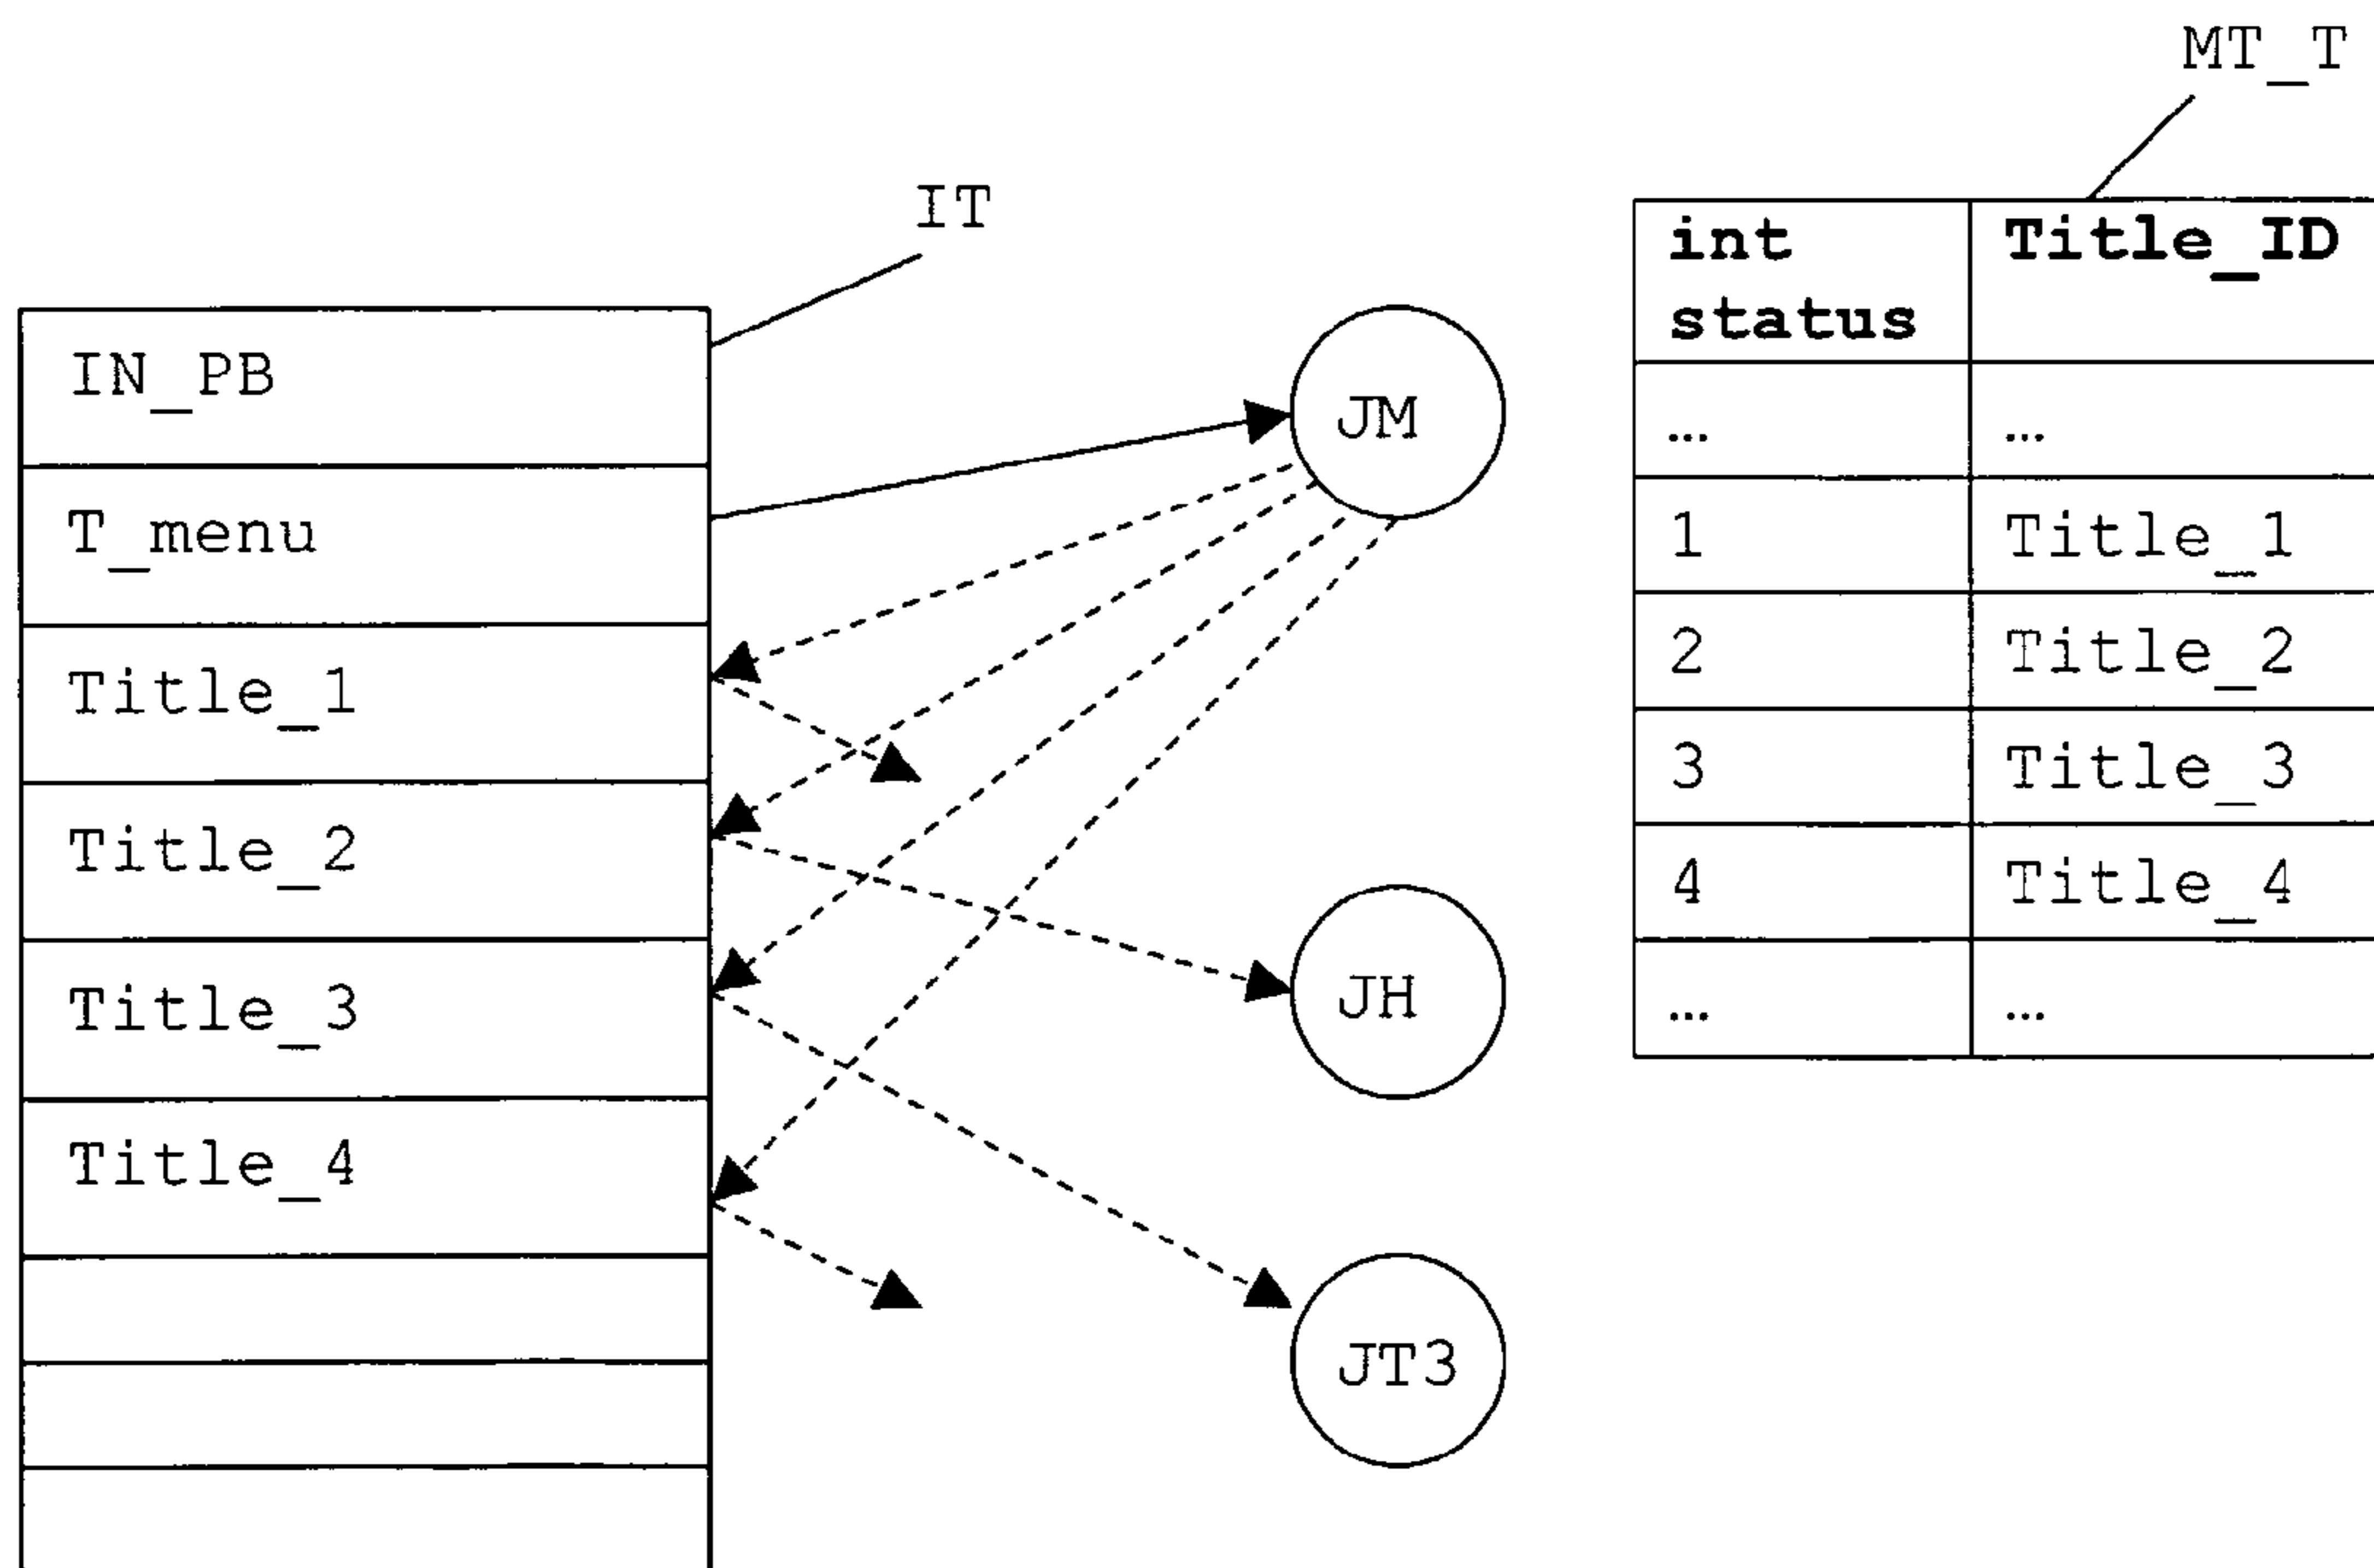 MT_T
IT
IN_PB
T_menu
Title_1
Title_2
Title_3
Title_4
JM
JH
JT3
int status Title_ID
... ...
1 Title_1
2 Title_2
3 Title_3
4 Title_4
... ...